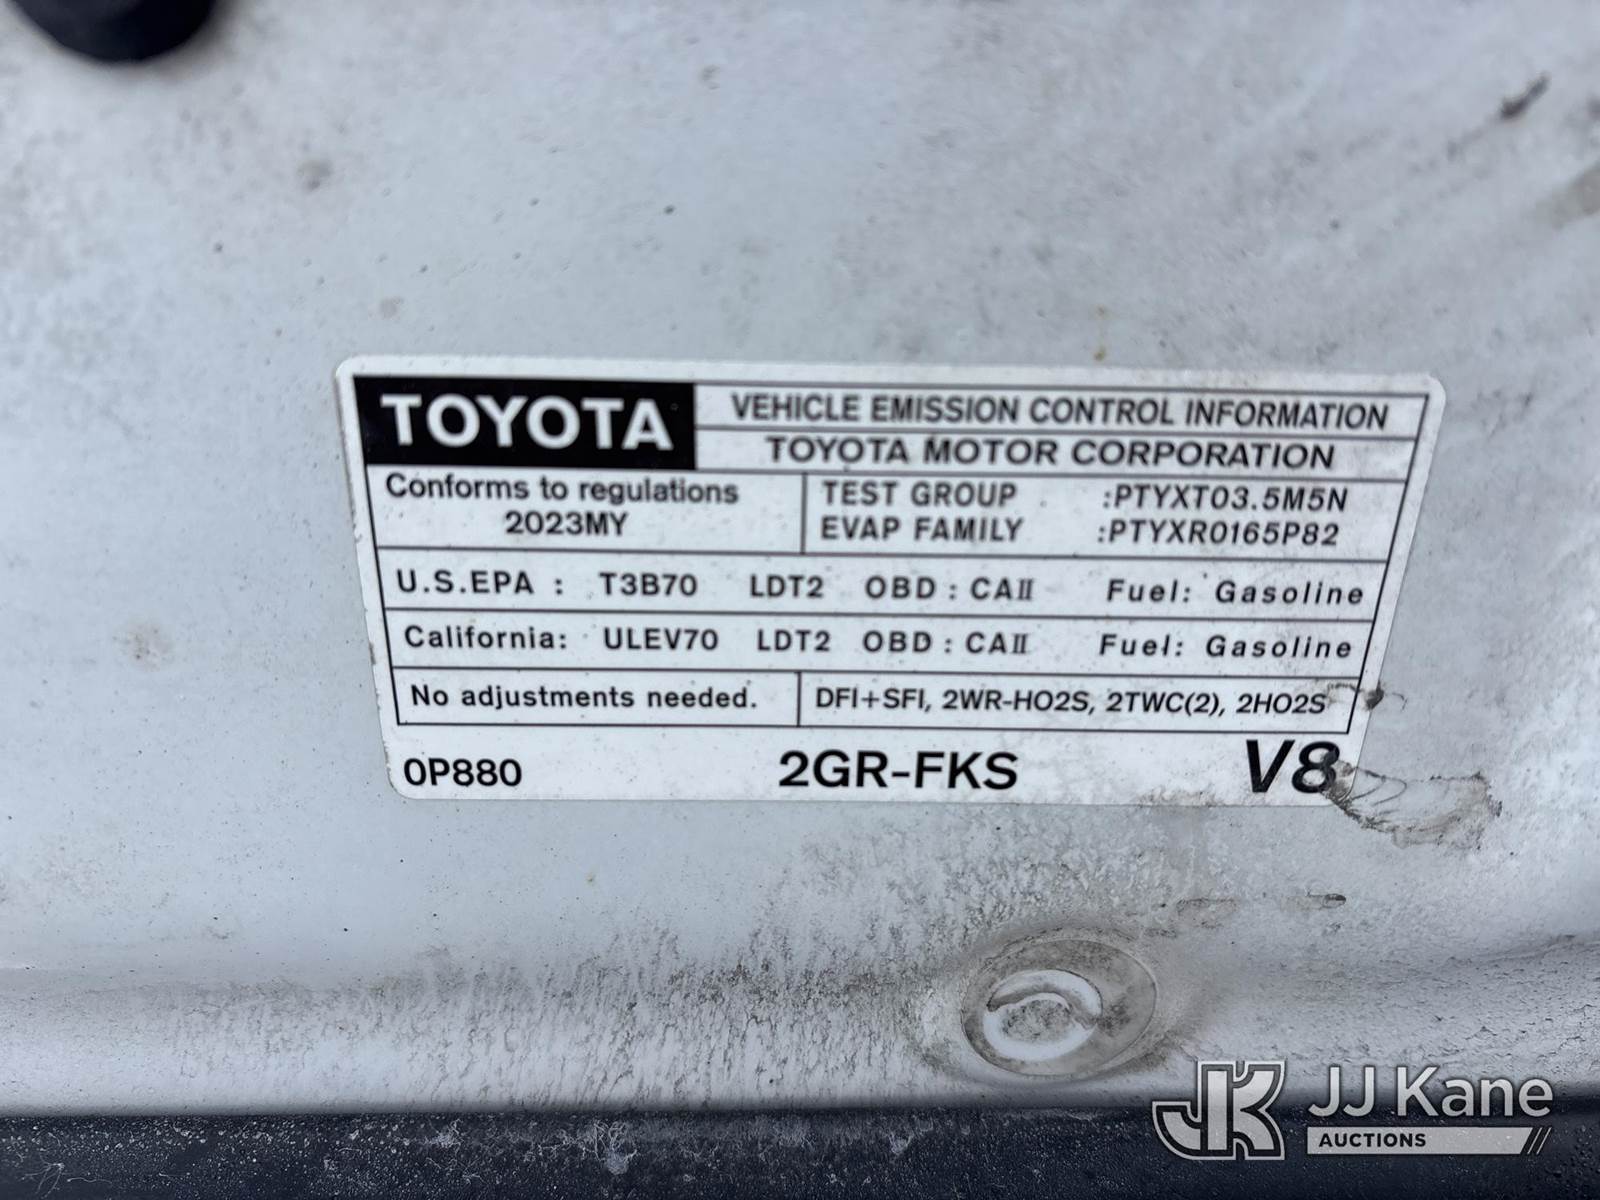 TOYOTA
VEHICLE EMISSION CONTROL INFORMATION
TOYOTA MOTOR CORPORATION
Conforms to regulations
2023MY
TEST GROUP :PTYXT03.5M5N
EVAP FAMILY :PTYXR0165P82
U.S.EPA : T3B70 LDT2 OBD : CAII Fuel: Gasoline
California: ULEV70 LDT2 OBD : CAII Fuel: Gasoline
No adjustments needed.
DFI+SFI, 2WR-HO2S, 2TWC(2), 2HO2S
0P880 2GR-FKS V8
JK JJ Kane
AUCTIONS